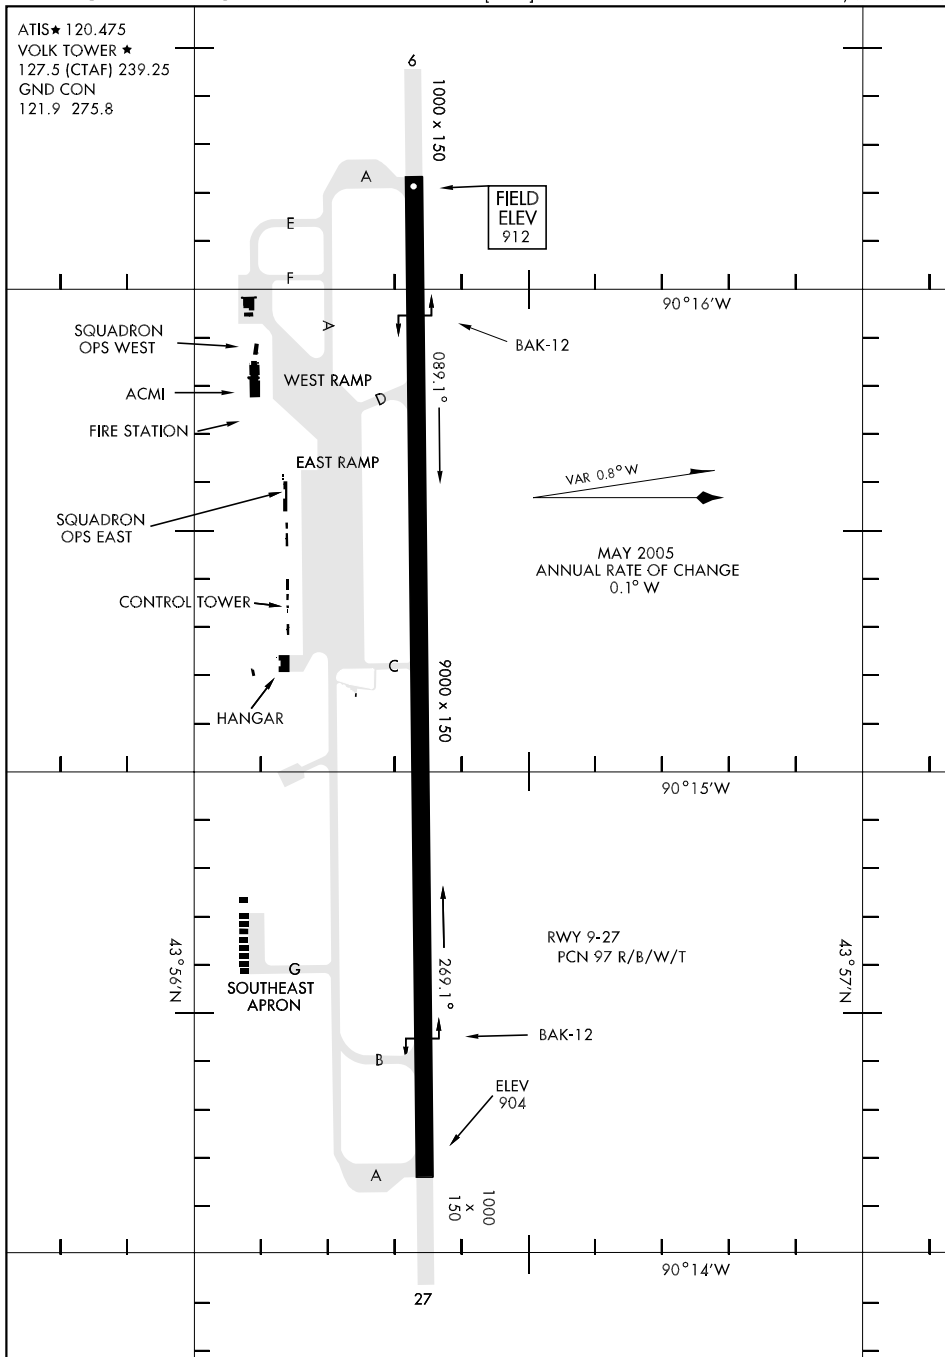 ATIS★ 120.475
VOLK TOWER ★
127.5 (CTAF) 239.25
GND CON
121.9 275.8
6
1000 x 150
A
FIELD
ELEV
912
E
F
90°16'W
A
SQUADRON
OPS WEST
BAK-12
089.1°
WEST RAMP
ACMI
D
FIRE STATION
EAST RAMP
VAR 0.8° W
SQUADRON
OPS EAST
MAY 2005
ANNUAL RATE OF CHANGE
0.1° W
CONTROL TOWER
C
9000 x 150
HANGAR
90°15'W
RWY 9-27
PCN 97 R/B/W/T
43°56'N
43°57'N
269.1°
G
SOUTHEAST
APRON
BAK-12
B
ELEV
904
A
1000
x
150
90°14'W
27